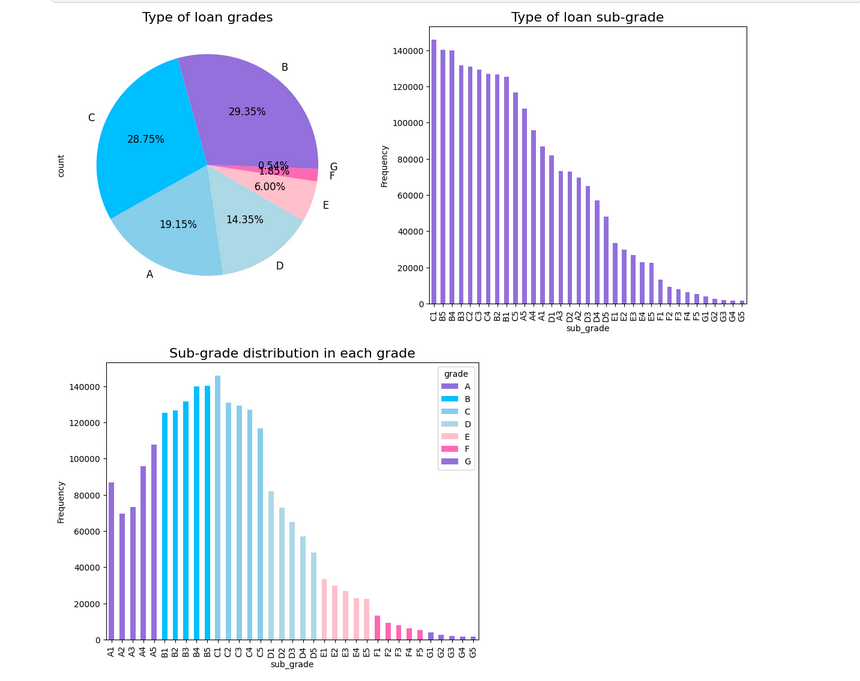 Type of loan grades
B
C
A
D
E
F
G
29.35%
28.75%
19.15%
14.35%
6.00%
1.85%
0.54%
count
Type of loan sub-grade
Frequency
140000
120000
100000
80000
60000
40000
20000
0
C1 B5 B4 B3 C2 C3 C4 B2 B1 C5 A5 A4 A1 D1 A3 D2 A2 D3 D4 D5 E1 E2 E3 E4 E5 F1 F2 F3 F4 F5 G1 G2 G3 G4 G5
sub_grade
Sub-grade distribution in each grade
Frequency
140000
120000
100000
80000
60000
40000
20000
0
grade
A
B
C
D
E
F
G
A1 A2 A3 A4 A5 B1 B2 B3 B4 B5 C1 C2 C3 C4 C5 D1 D2 D3 D4 D5 E1 E2 E3 E4 E5 F1 F2 F3 F4 F5 G1 G2 G3 G4 G5
sub_grade